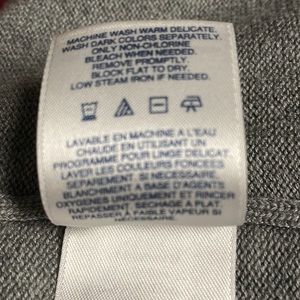 MACHINE WASH WARM DELICATE.
WASH DARK COLORS SEPARATELY.
ONLY NON-CHLORINE
BLEACH WHEN NEEDED.
REMOVE PROMPTLY.
BLOCK FLAT TO DRY.
LOW STEAM IRON IF NEEDED.
LAVABLE EN MACHINE A L'EAU
CHAUDE EN UTILISANT UN
PROGRAMME POUR LINGE DELICAT.
LAVER LES COULEURS FONCEES
SEPAREMENT. SI NECESSAIRE,
BLANCHIMENT A BASE D'AGENTS
OXYGENES UNIQUEMENT. RETIRER
RAPIDEMENT. SECHAGE A PLAT.
REPASSER A FAIBLE VAPEUR SI